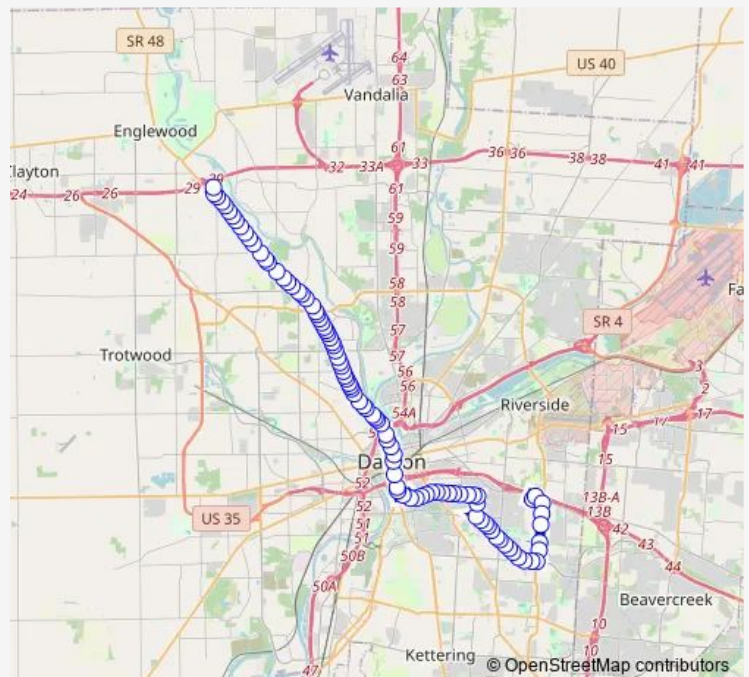 SR 48
US 40
64
63
Vandalia
Englewood
61
32 33A 33
36 36
38 38
41 41
Clayton
24 26 26
29 29
61
59
59
58
58
57
57
56
56
SR 4
Fa
Trotwood
3
2
17
Riverside
54A
15 17
15
Dayton
52
52
51
51
50B
50A
47
US 35
13B-A
13B
42
43
44
Beavercreek
10
10
Kettering
© OpenStreetMap contributors